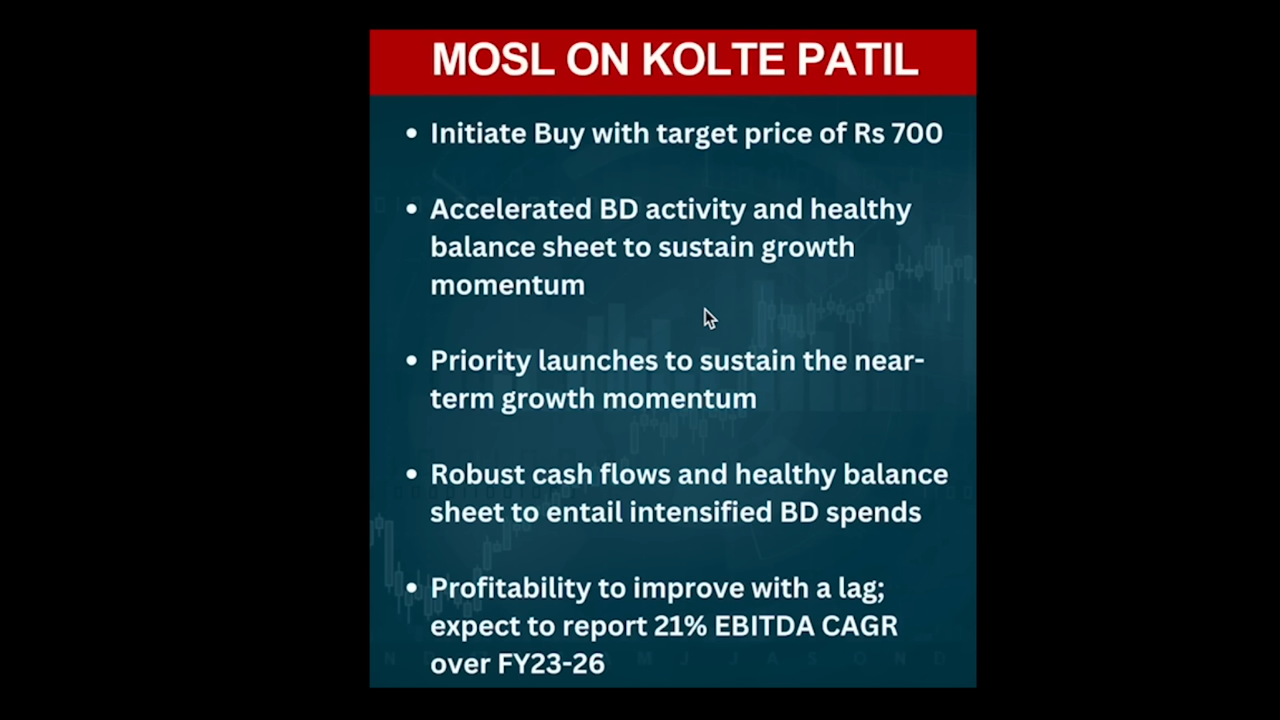 MOSL ON KOLTE PATIL
• Initiate Buy with target price of Rs 700
• Accelerated BD activity and healthy
balance sheet to sustain growth
momentum
• Priority launches to sustain the near-
term growth momentum
• Robust cash flows and healthy balance
sheet to entail intensified BD spends
• Profitability to improve with a lag;
expect to report 21% EBITDA CAGR
over FY23-26